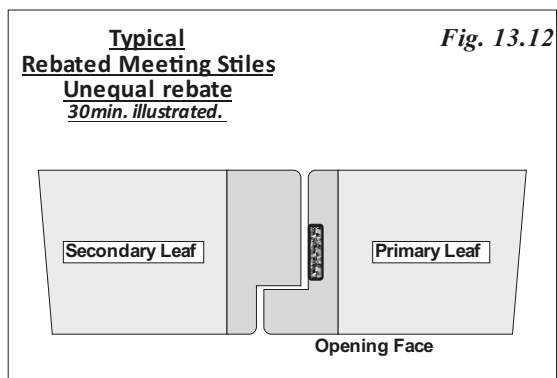 Typical
Rebated Meeting Stiles
Unequal rebate
30min. illustrated.
Fig. 13.12
Secondary Leaf
Primary Leaf
Opening Face